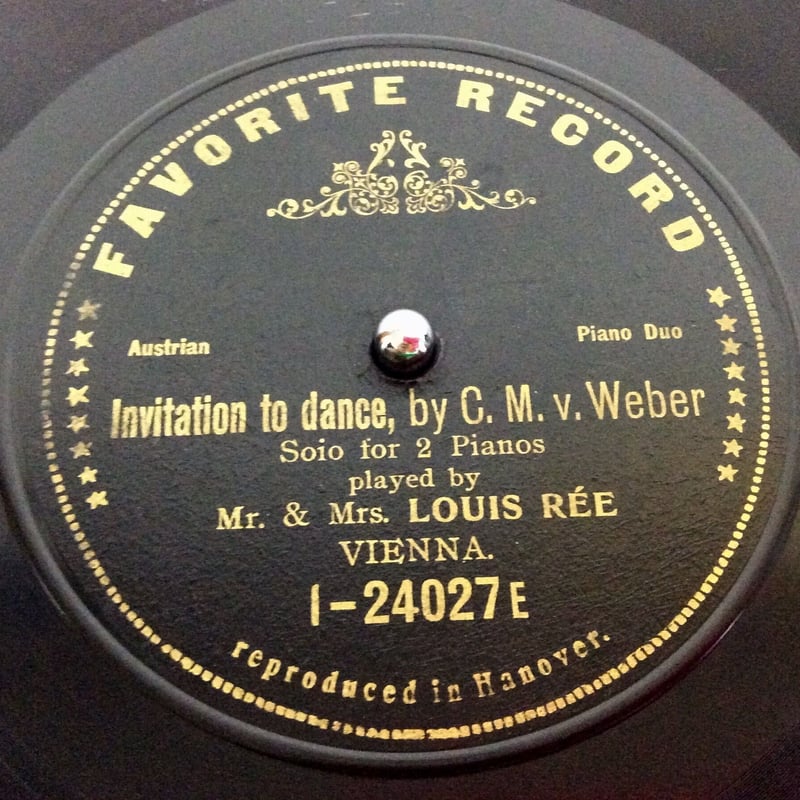 FAVORITE RECORD
Austrian
Piano Duo
Invitation to dance, by C. M. v. Weber
Soio for 2 Pianos
played by
Mr. & Mrs. LOUIS RÉE
VIENNA.
1-24027 E
reproduced in Hanover.